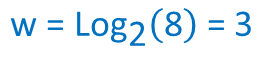 w = Log₂(8) = 3